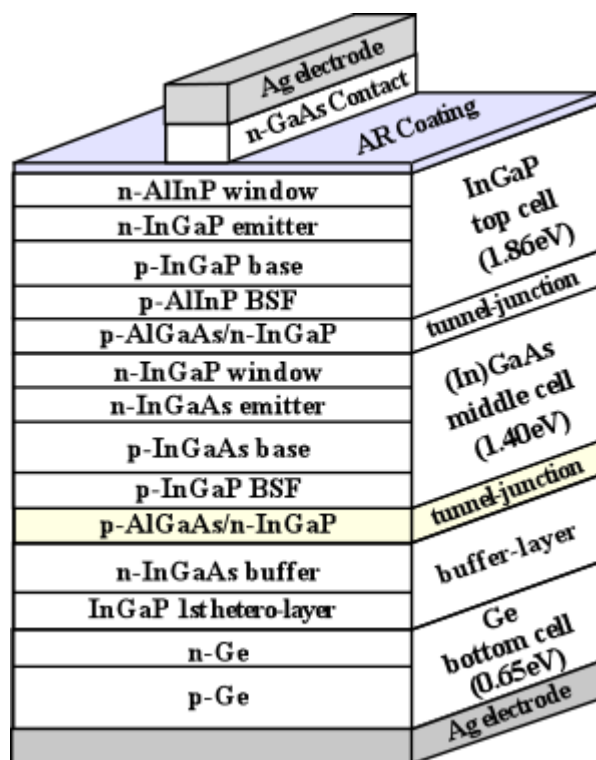 Ag electrode
n-GaAs Contact
AR Coating
n-AlInP window
n-InGaP emitter
p-InGaP base
p-AlInP BSF
p-AlGaAs/n-InGaP
n-InGaP window
n-InGaAs emitter
p-InGaAs base
p-InGaP BSF
p-AlGaAs/n-InGaP
n-InGaAs buffer
InGaP 1st hetero-layer
n-Ge
p-Ge
InGaP
top cell
(1.86eV)
tunnel-junction
(In)GaAs
middle cell
(1.40eV)
tunnel-junction
buffer-layer
Ge
bottom cell
(0.65eV)
Ag electrode